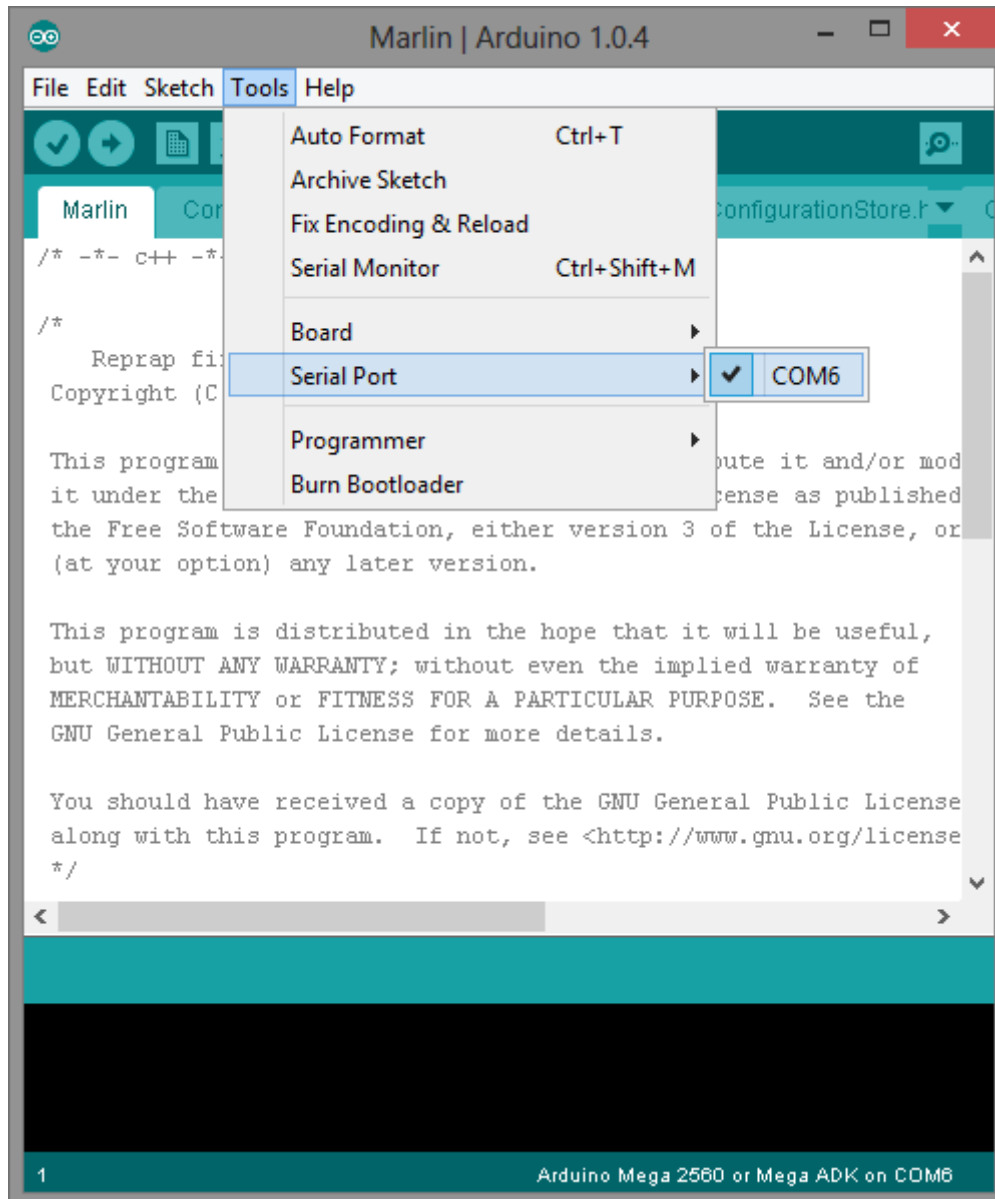 Marlin | Arduino 1.0.4
File Edit Sketch Tools Help
Auto Format Ctrl+T
Archive Sketch
Marlin
ConfigurationStore.h
Fix Encoding & Reload
/* -*- c++ -*-
Serial Monitor Ctrl+Shift+M
/*
Board
Reprap
Serial Port COM6
Copyright (C
Programmer
This program bute it and/or mod
Burn Bootloader
it under the ense as published
the Free Software Foundation, either version 3 of the License, or
(at your option) any later version.
This program is distributed in the hope that it will be useful,
but WITHOUT ANY WARRANTY; without even the implied warranty of
MERCHANTABILITY or FITNESS FOR A PARTICULAR PURPOSE. See the
GNU General Public License for more details.
You should have received a copy of the GNU General Public License
along with this program. If not, see <http://www.gnu.org/license
*/
1 Arduino Mega 2560 or Mega ADK on COM6